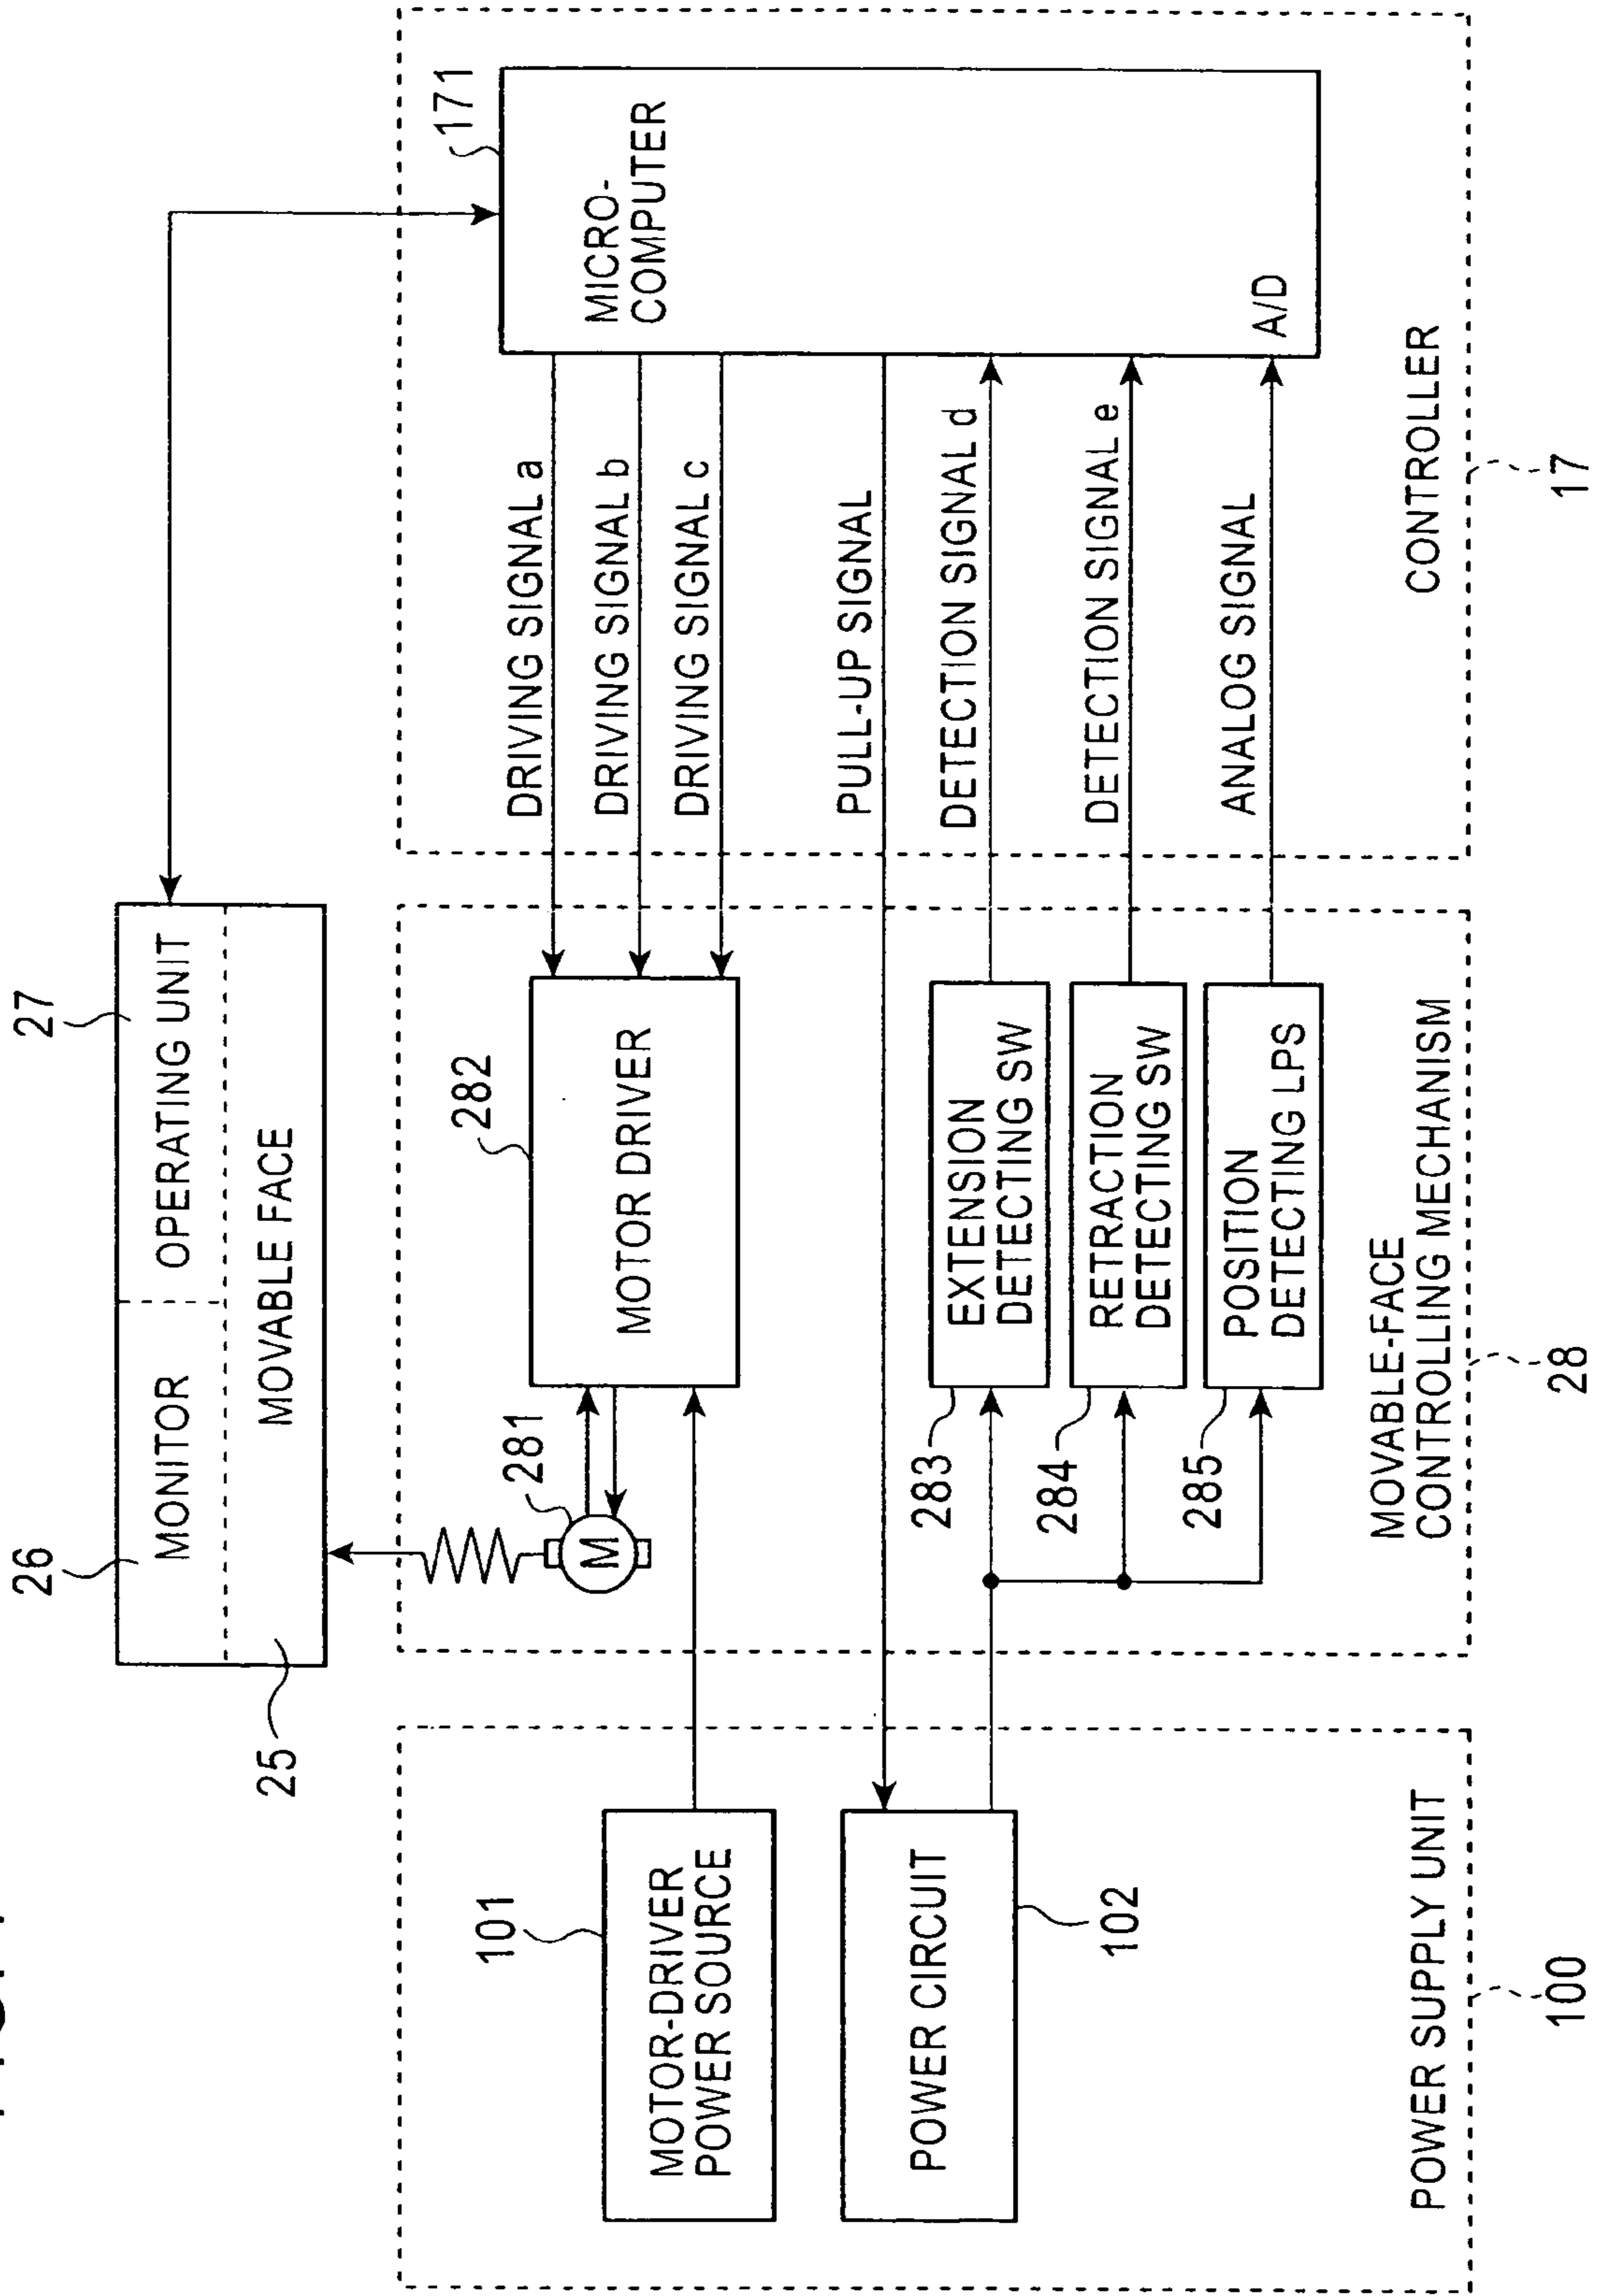 26
27
MONITOR
OPERATING UNIT
MOVABLE FACE
25
101
MOTOR-DRIVER
POWER SOURCE
POWER CIRCUIT
102
POWER SUPPLY UNIT
100
281
M
282
MOTOR DRIVER
283
EXTENSION
DETECTING SW
284
RETRACTION
DETECTING SW
285
POSITION
DETECTING LPS
MOVABLE-FACE
CONTROLLING MECHANISM
28
DRIVING SIGNAL a
DRIVING SIGNAL b
DRIVING SIGNAL c
PULL-UP SIGNAL
DETECTION SIGNAL d
DETECTION SIGNAL e
ANALOG SIGNAL
171
MICRO-
COMPUTER
A/D
CONTROLLER
17